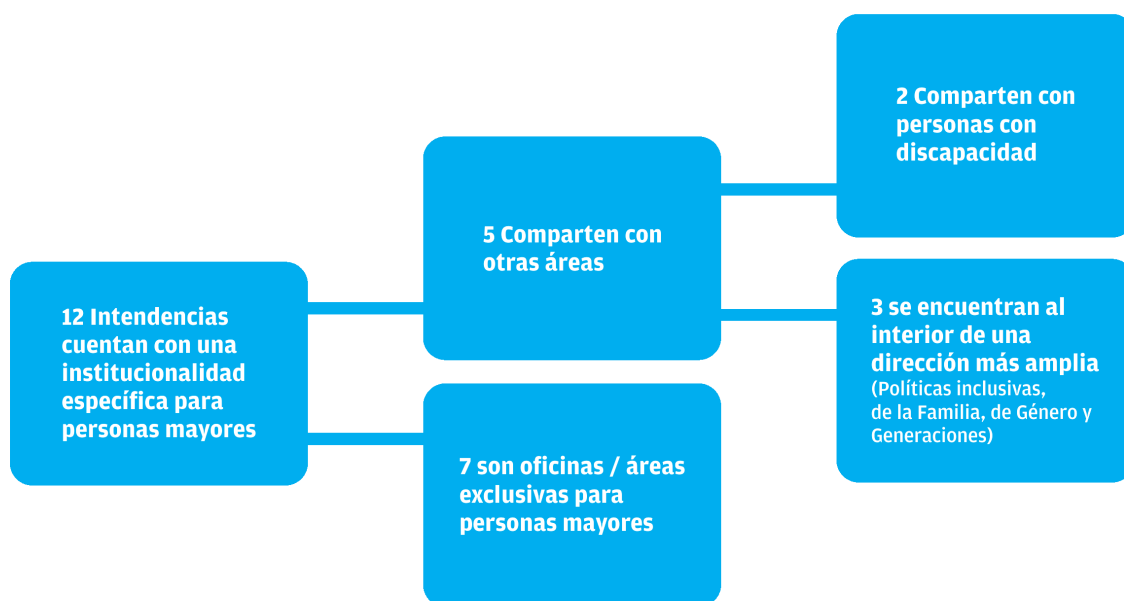 12 Intendencias
cuentan con una
institucionalidad
específica para
personas mayores
5 Comparten con
otras áreas
7 son oficinas / áreas
exclusivas para
personas mayores
2 Comparten con
personas con
discapacidad
3 se encuentran al
interior de una
dirección más amplia
(Políticas inclusivas,
de la Familia, de Género y
Generaciones)